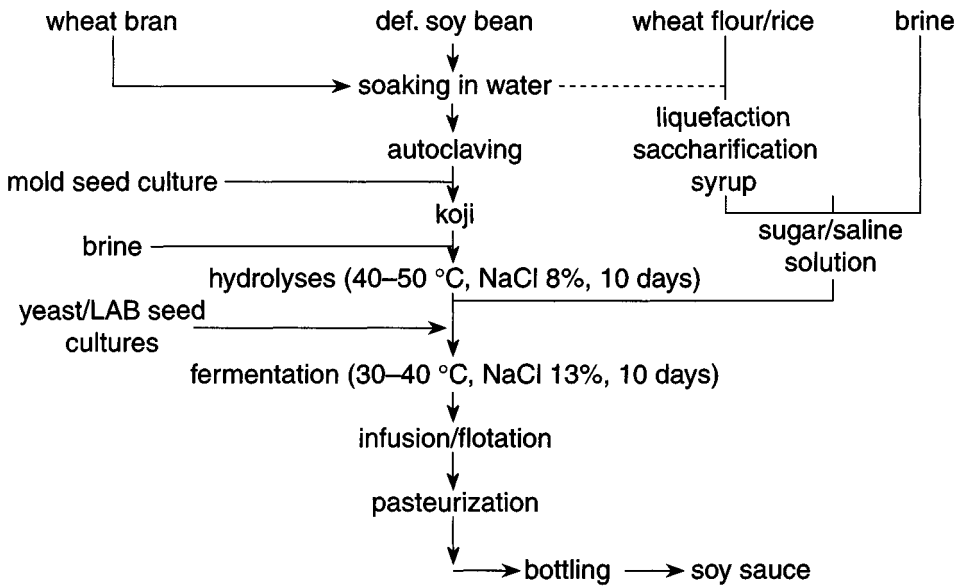 wheat bran
def. soy bean
wheat flour/rice
brine
soaking in water
liquefaction
saccharification
syrup
autoclaving
mold seed culture
koji
brine
sugar/saline
solution
hydrolyses (40–50 °C, NaCl 8%, 10 days)
yeast/LAB seed
cultures
fermentation (30–40 °C, NaCl 13%, 10 days)
infusion/flotation
pasteurization
bottling
soy sauce